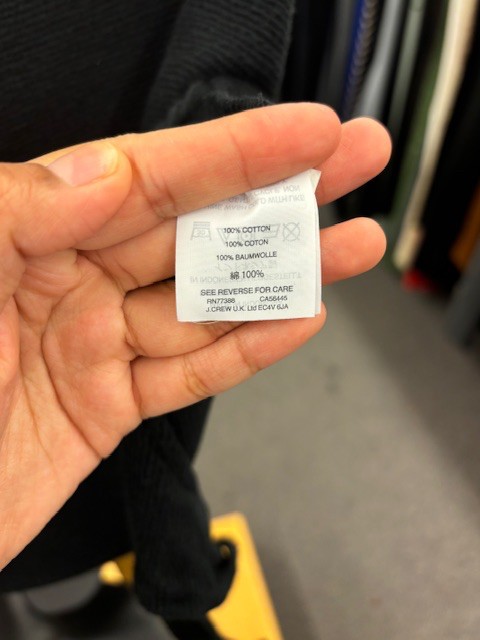 100% COTTON
100% COTON
100% BAUMWOLLE
綿 100%
SEE REVERSE FOR CARE
RN77388 CA56445
J.CREW U.K. Ltd EC4V 6JA